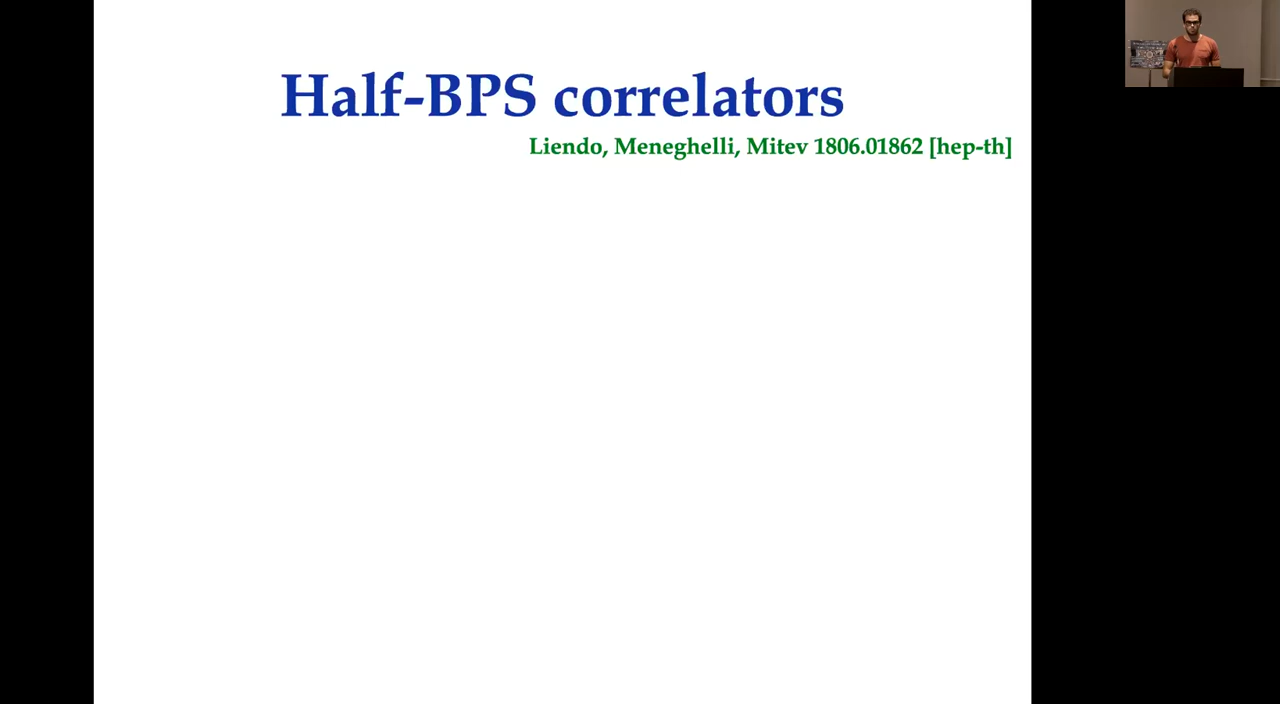 Half-BPS correlators
Liendo, Meneghelli, Mitev 1806.01862 [hep-th]